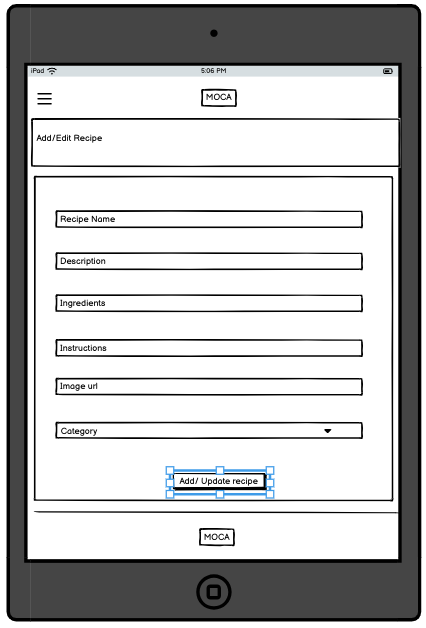 iPad
5:06 PM
MOCA
Add/Edit Recipe
Recipe Name
Description
Ingredients
Instructions
Image url
Category
Add/ Update recipe
MOCA